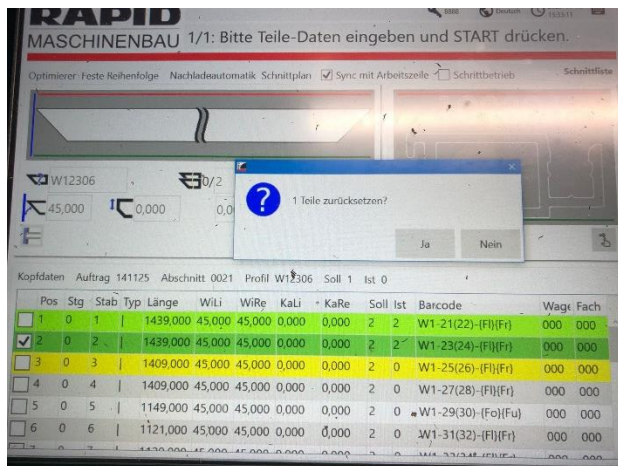 RAPID
MASCHINENBAU 1/1: Bitte Teile-Daten eingeben und START drücken.
Optimierer Feste Reihenfolge Nachladeautomatik Schnittplan Sync mit Arbeitszeile Schrittbetrieb Schnittliste
W12306 0/2
1 Teile zurücksetzen?
45,000 0,000 0,0
Ja Nein
Kopfdaten Auftrag 141125 Abschnitt 0021 Profil W12306 Soll 1 Ist 0
Pos Stg Stab Typ Länge WiLi WiRe KaLi KaRe Soll Ist Barcode Wage Fach
1 0 1 | 1439,000 45,000 45,000 0,000 0,000 2 2 W1-21(22)-{Fl}{Fr} 000 000
2 0 2 | 1439,000 45,000 45,000 0,000 0,000 2 2 W1-23(24)-{Fl}{Fr} 000 000
3 0 3 | 1409,000 45,000 45,000 0,000 0,000 2 0 W1-25(26)-{Fl}{Fr} 000 000
4 0 4 | 1409,000 45,000 45,000 0,000 0,000 2 0 W1-27(28)-{Fl}{Fr} 000 000
5 0 5 | 1149,000 45,000 45,000 0,000 0,000 2 0 W1-29(30)-{Fo}{Fu} 000 000
6 0 6 | 1121,000 45,000 45,000 0,000 0,000 2 0 W1-31(32)-{Fl}{Fr} 000 000